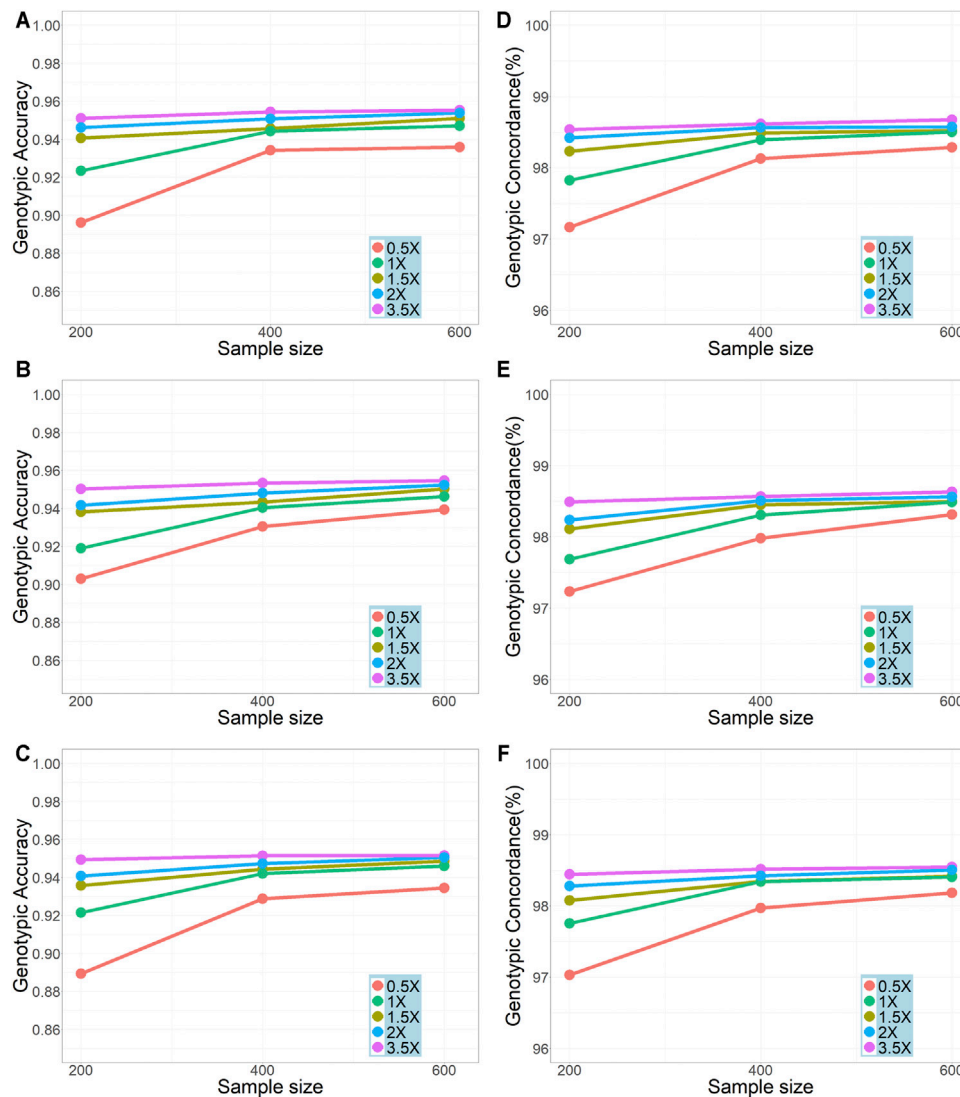 A
Genotypic Accuracy
1.00
0.98
0.96
0.94
0.92
0.90
0.88
0.86
0.5X
1X
1.5X
2X
3.5X
200
400
600
Sample size
D
Genotypic Concordance(%)
100
99
98
97
96
0.5X
1X
1.5X
2X
3.5X
200
400
600
Sample size
B
Genotypic Accuracy
1.00
0.98
0.96
0.94
0.92
0.90
0.88
0.86
0.5X
1X
1.5X
2X
3.5X
200
400
600
Sample size
E
Genotypic Concordance(%)
100
99
98
97
96
0.5X
1X
1.5X
2X
3.5X
200
400
600
Sample size
C
Genotypic Accuracy
1.00
0.98
0.96
0.94
0.92
0.90
0.88
0.86
0.5X
1X
1.5X
2X
3.5X
200
400
600
Sample size
F
Genotypic Concordance(%)
100
99
98
97
96
0.5X
1X
1.5X
2X
3.5X
200
400
600
Sample size